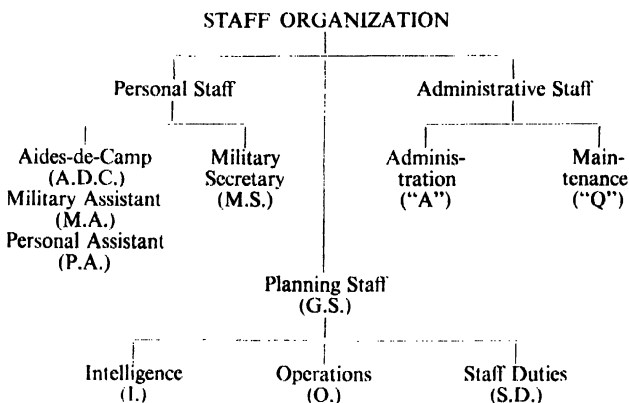 STAFF ORGANIZATION
Personal Staff
Administrative Staff
Aides-de-Camp
(A.D.C.)
Military Assistant
(M.A.)
Personal Assistant
(P.A.)
Military
Secretary
(M.S.)
Adminis-
tration
("A")
Main-
tenance
("Q")
Planning Staff
(G.S.)
Intelligence
(I.)
Operations
(O.)
Staff Duties
(S.D.)